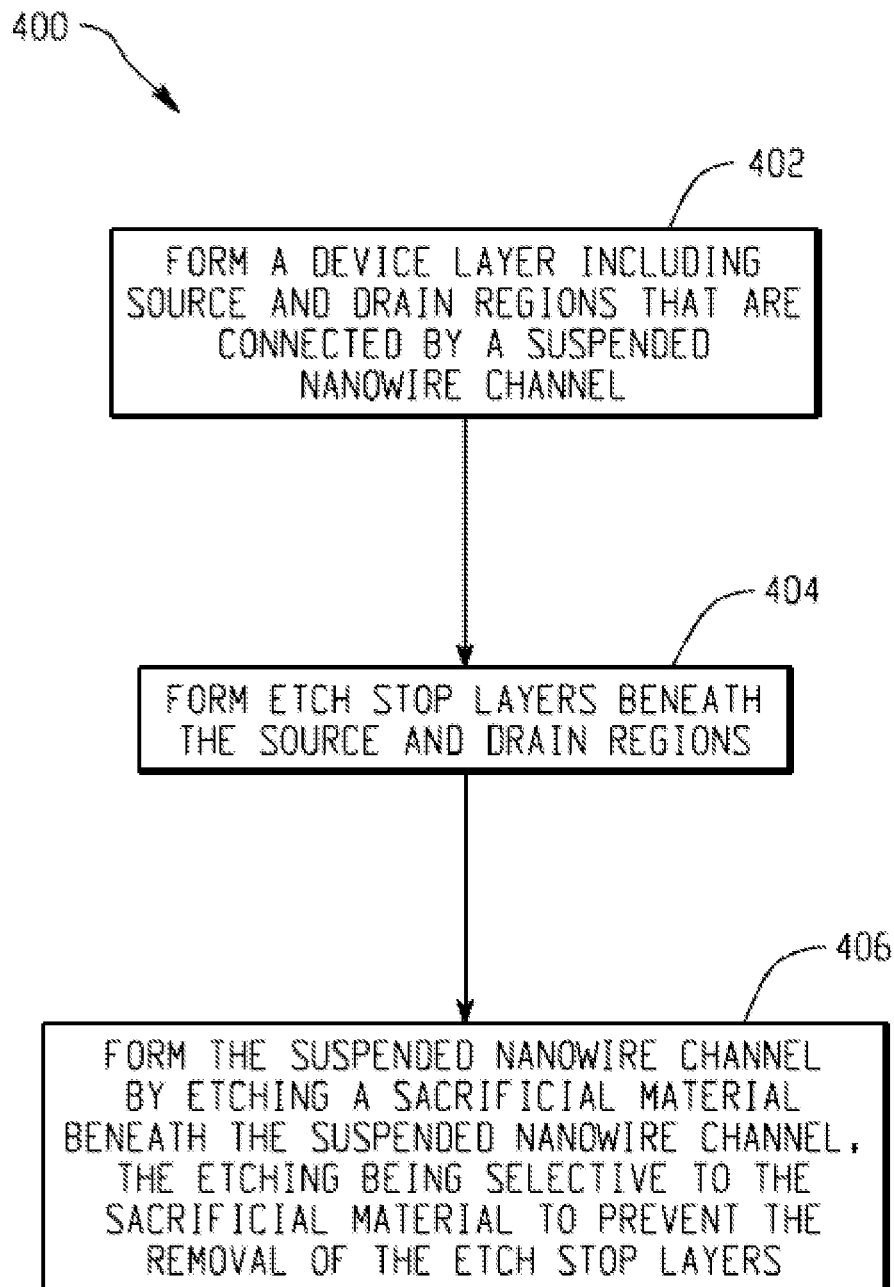 400
402
FORM A DEVICE LAYER INCLUDING
SOURCE AND DRAIN REGIONS THAT ARE
CONNECTED BY A SUSPENDED
NANOWIRE CHANNEL
404
FORM ETCH STOP LAYERS BENEATH
THE SOURCE AND DRAIN REGIONS
406
FORM THE SUSPENDED NANOWIRE CHANNEL
BY ETCHING A SACRIFICIAL MATERIAL
BENEATH THE SUSPENDED NANOWIRE CHANNEL,
THE ETCHING BEING SELECTIVE TO THE
SACRIFICIAL MATERIAL TO PREVENT THE
REMOVAL OF THE ETCH STOP LAYERS